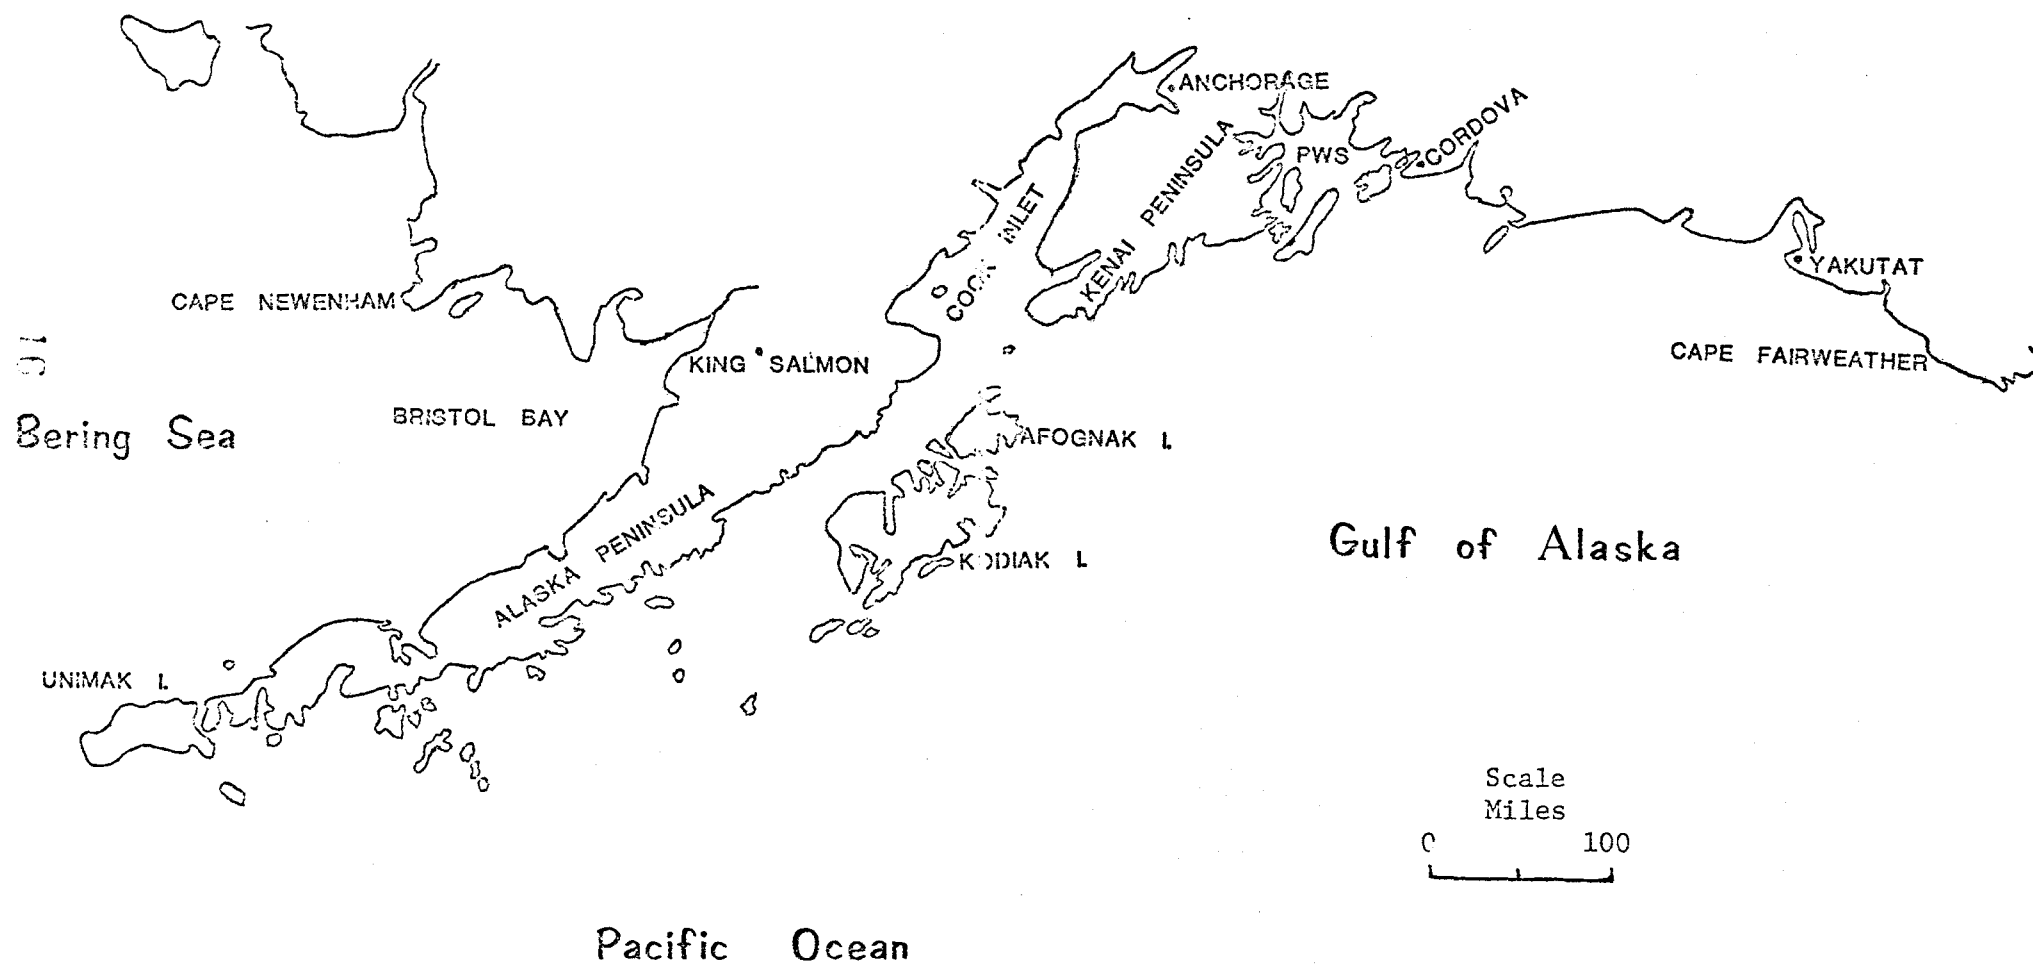 ANCHORAGE
CORDOVA
PWS
KENAI PENINSULA
COOK INLET
YAKUTAT
CAPE NEWENHAM
CAPE FAIRWEATHER
KING SALMON
16
BRISTOL BAY
Bering Sea
AFOGNAK I.
ALASKA PENINSULA
Gulf of Alaska
KODIAK I.
UNIMAK I.
Scale
Miles
0 100
Pacific Ocean